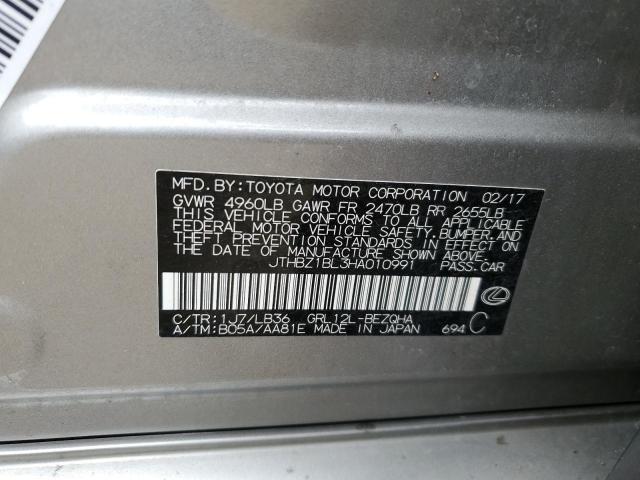 MFD. BY: TOYOTA MOTOR CORPORATION 02/17
GVWR 4960LB GAWR FR 2470LB RR 2655LB
THIS VEHICLE CONFORMS TO ALL APPLICABLE
FEDERAL MOTOR VEHICLE SAFETY, BUMPER, AND
THEFT PREVENTION STANDARDS IN EFFECT ON
THE DATE OF MANUFACTURE SHOWN ABOVE.
JTHBZ1BL3HA010991 PASS. CAR
C/TR: 1J7/LB36 GRL12L-BEZQHA
A/TM: B05A/AA81E MADE IN JAPAN 694 C